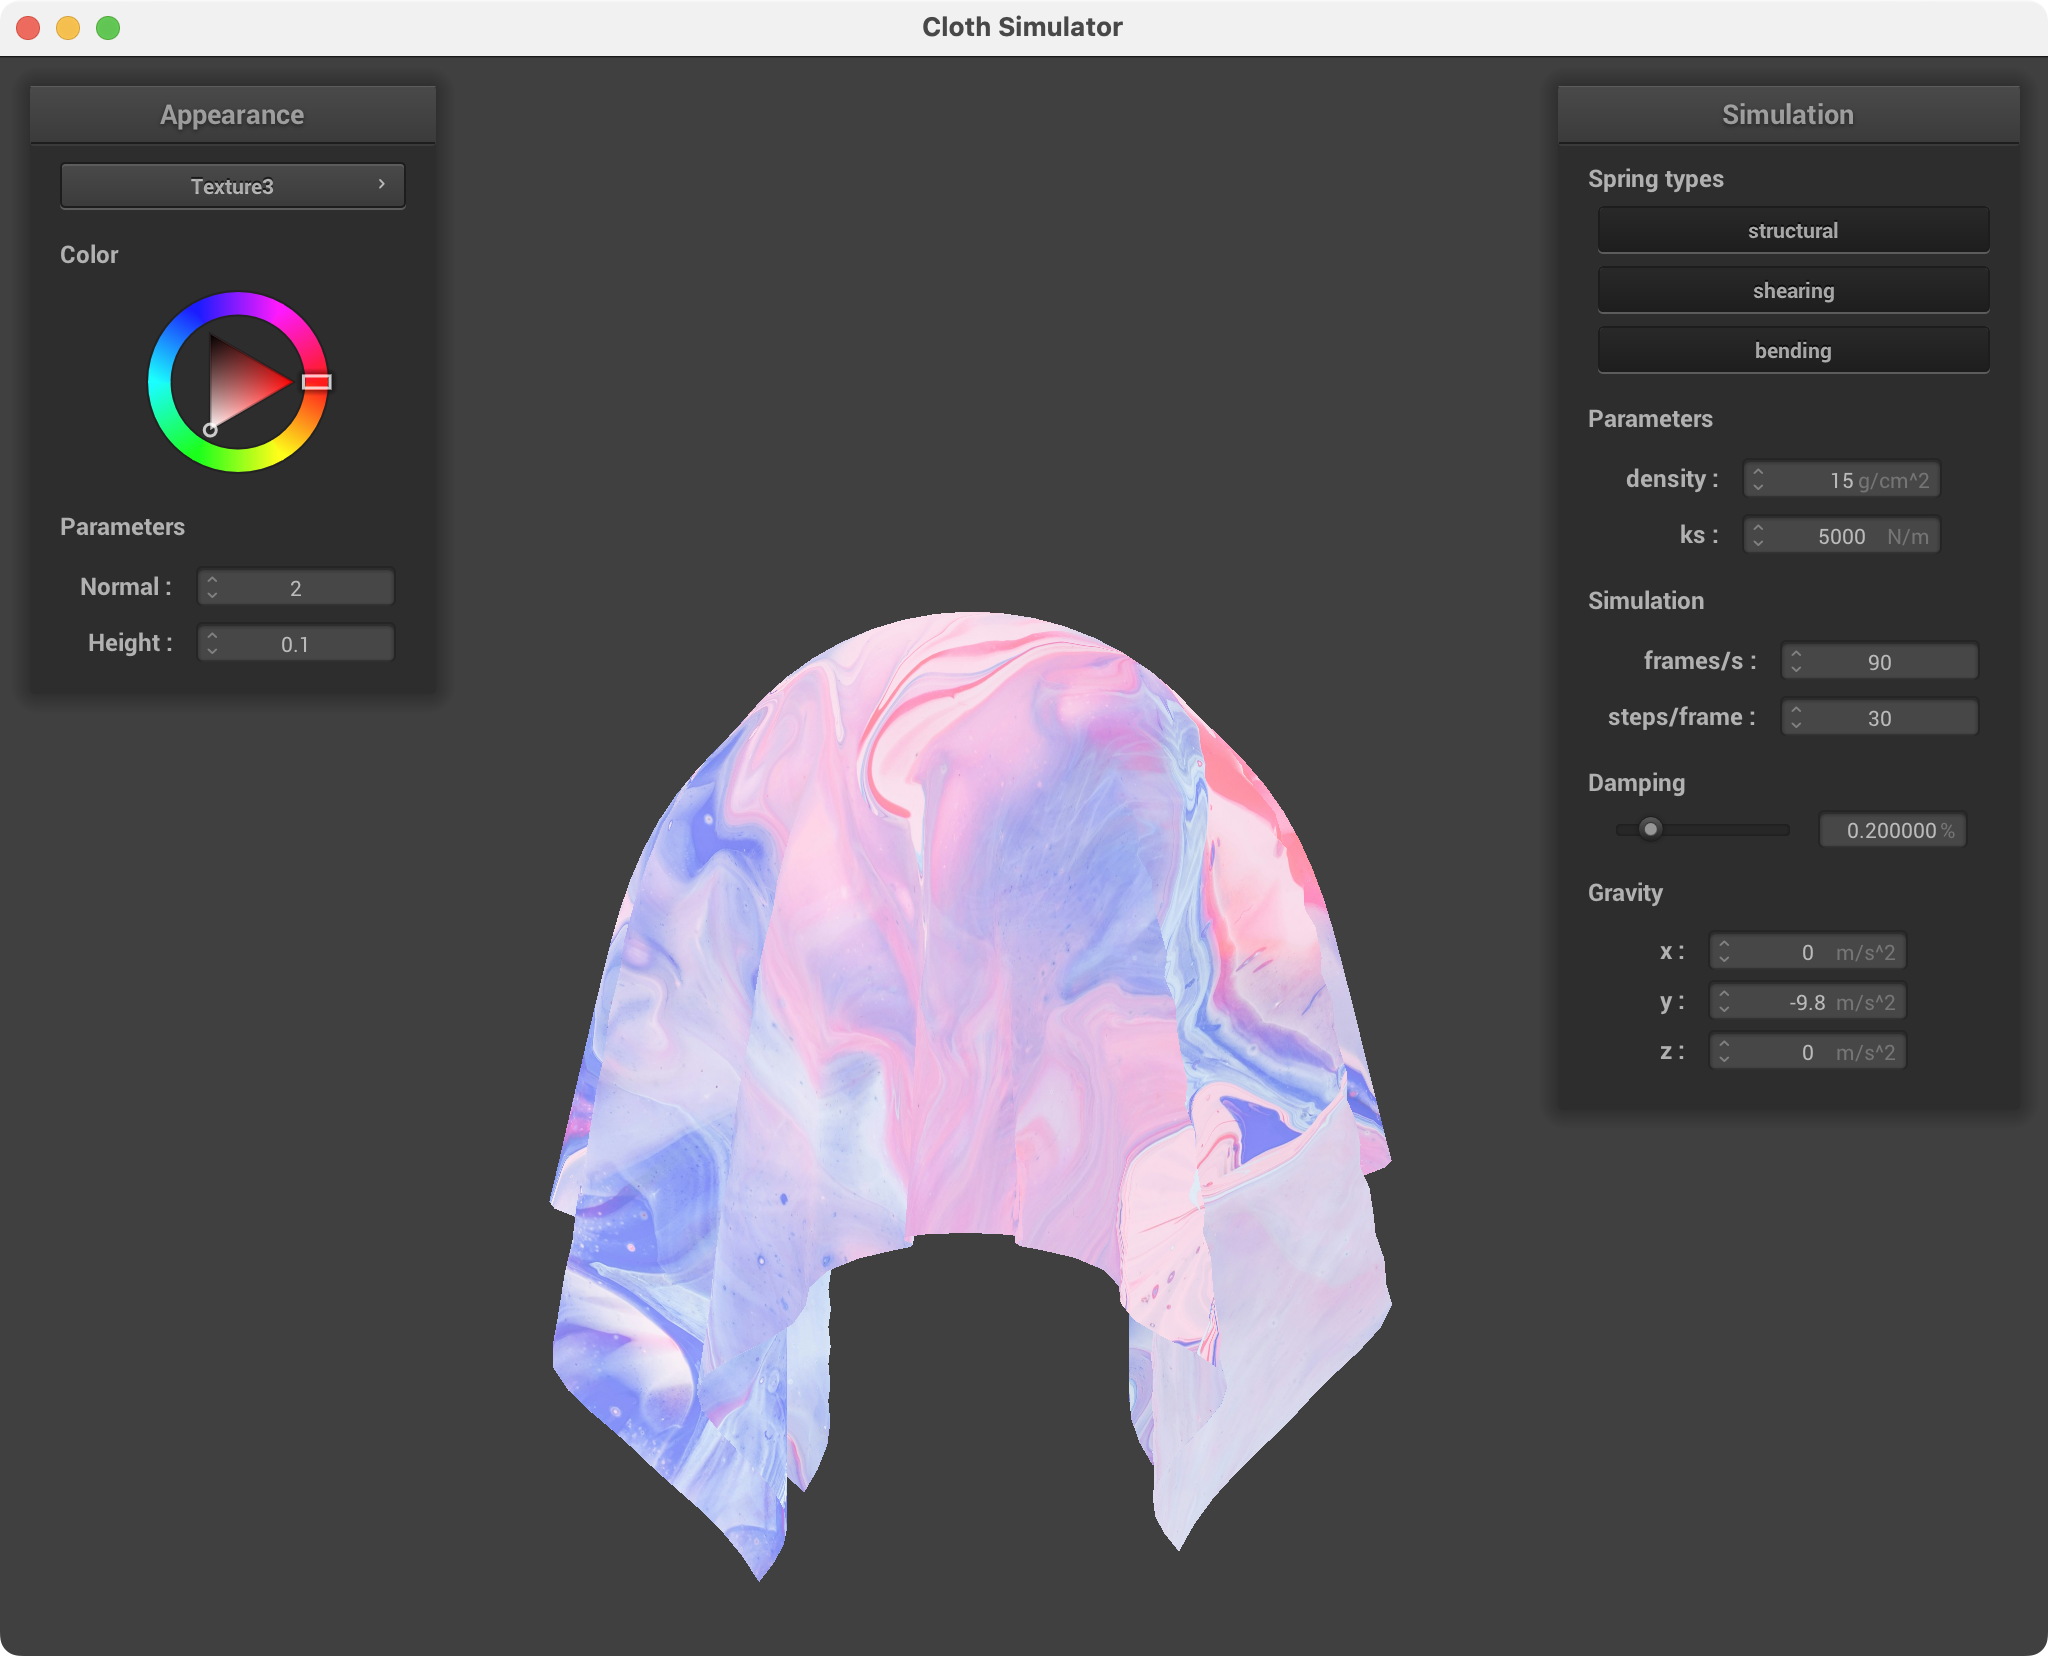 Cloth Simulator
Appearance
Texture3
Color
Parameters
Normal : 2
Height : 0.1
Simulation
Spring types
structural
shearing
bending
Parameters
density : 15 g/cm^2
ks : 5000 N/m
Simulation
frames/s : 90
steps/frame : 30
Damping
0.200000 %
Gravity
x : 0 m/s^2
y : -9.8 m/s^2
z : 0 m/s^2